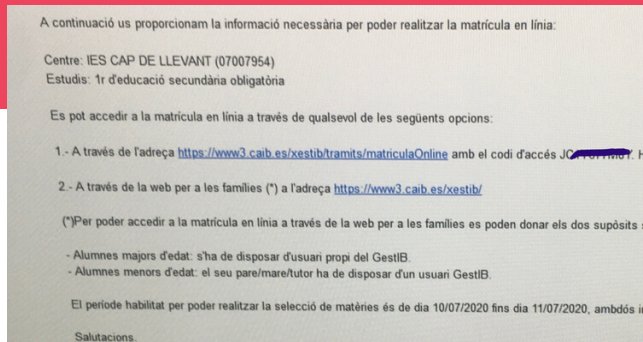 A continuació us proporcionam la informació necessària per poder realitzar la matrícula en línia:
Centre: IES CAP DE LLEVANT (07007954)
Estudis: 1r d'educació secundària obligatòria
Es pot accedir a la matrícula en línia a través de qualsevol de les següents opcions:
1.- A través de l'adreça https://www3.caib.es/xestib/tramits/matriculaOnline amb el codi d'accés
2.- A través de la web per a les famílies (*) a l'adreça https://www3.caib.es/xestib/
(*)Per poder accedir a la matrícula en línia a través de la web per a les famílies es poden donar els dos supòsits
- Alumnes majors d'edat: s'ha de disposar d'usuari propi del GestIB.
- Alumnes menors d'edat: el seu pare/mare/tutor ha de disposar d'un usuari GestIB.
El període habilitat per poder realitzar la selecció de matèries és de dia 10/07/2020 fins dia 11/07/2020, ambdós
Salutacions.